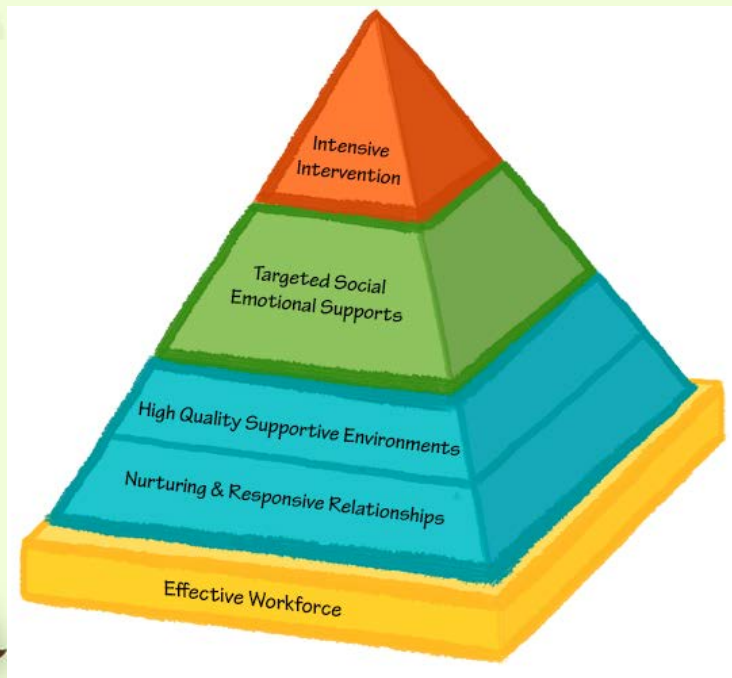 Intensive
Intervention
Targeted Social
Emotional Supports
High Quality Supportive Environments
Nurturing & Responsive Relationships
Effective Workforce